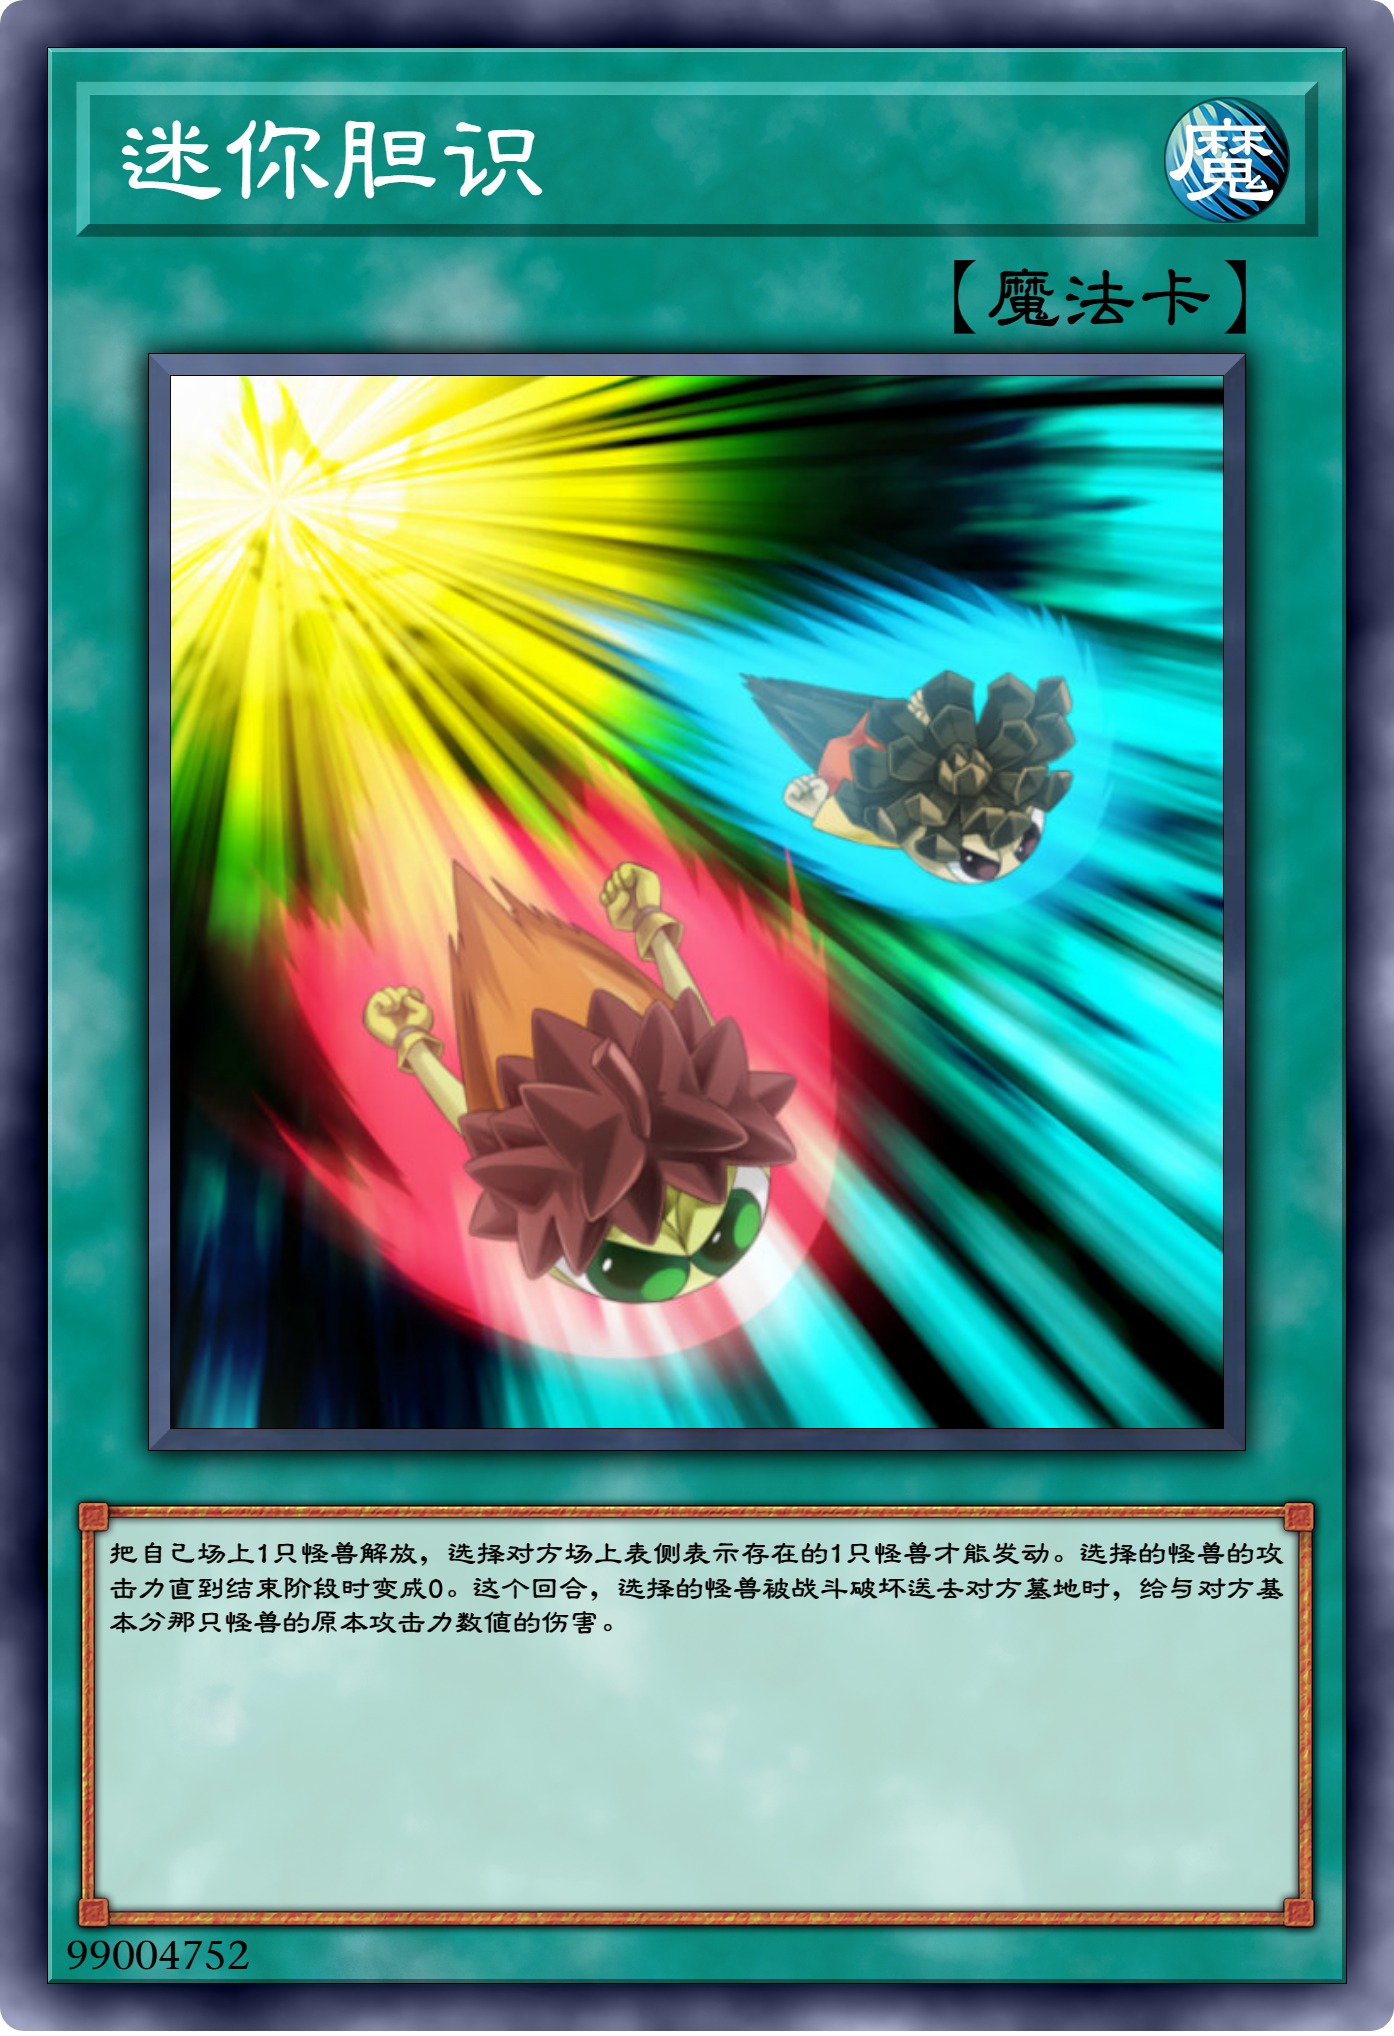 迷你胆识
魔
【魔法卡】
把自己场上1只怪兽解放，选择对方场上表侧表示存在的1只怪兽才能发动。选择的怪兽的攻
击力直到结束阶段时变成0。这个回合，选择的怪兽被战斗破坏送去对方墓地时，给与对方基
本分那只怪兽的原本攻击力数值的伤害。
99004752